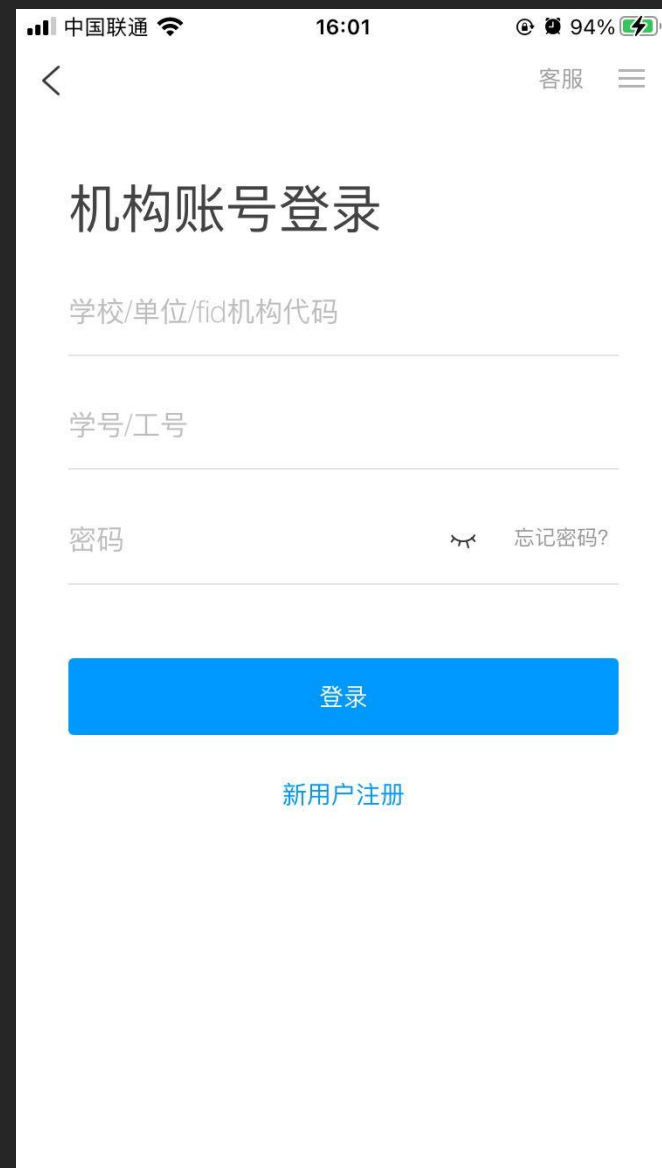 中国联通 16:01 94%
客服
机构账号登录
学校/单位/fid机构代码
学号/工号
密码 忘记密码?
登录
新用户注册